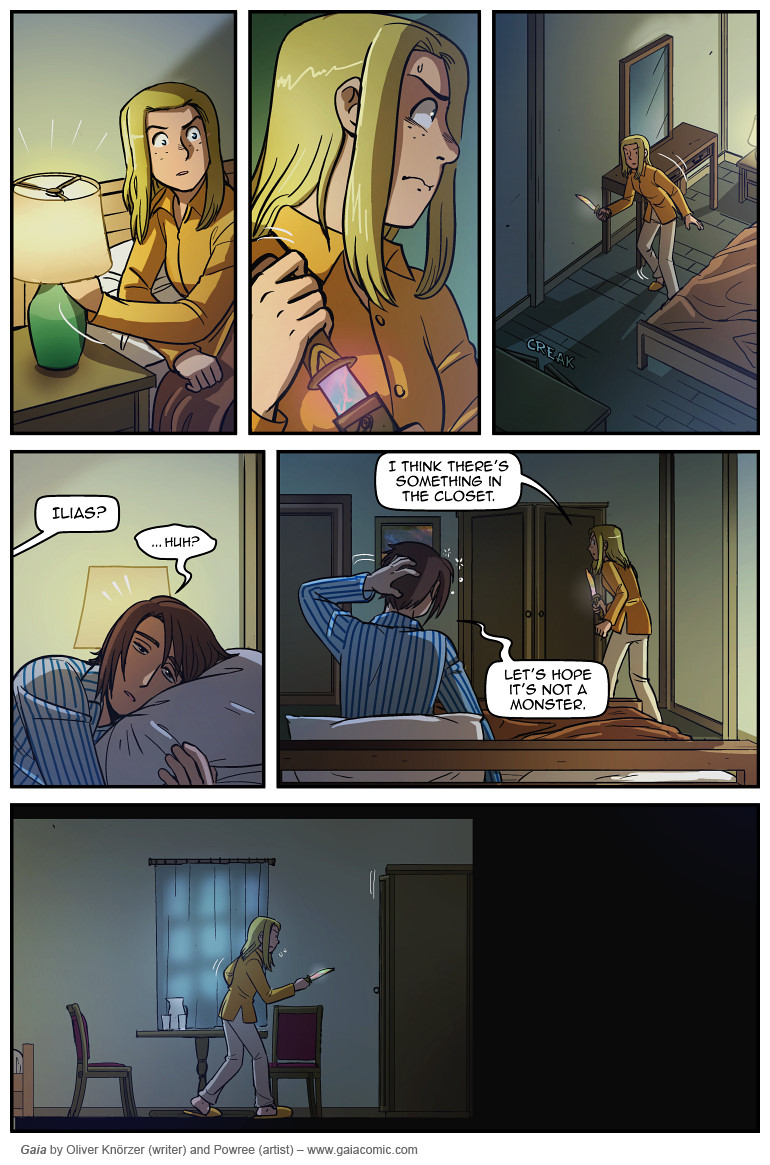 CREAK
ILIAS?
...HUH?
I THINK THERE'S
SOMETHING IN
THE CLOSET.
LET'S HOPE
IT'S NOT A
MONSTER.
Gaia by Oliver Knörzer (writer) and Powree (artist) – www.gaiacomic.com